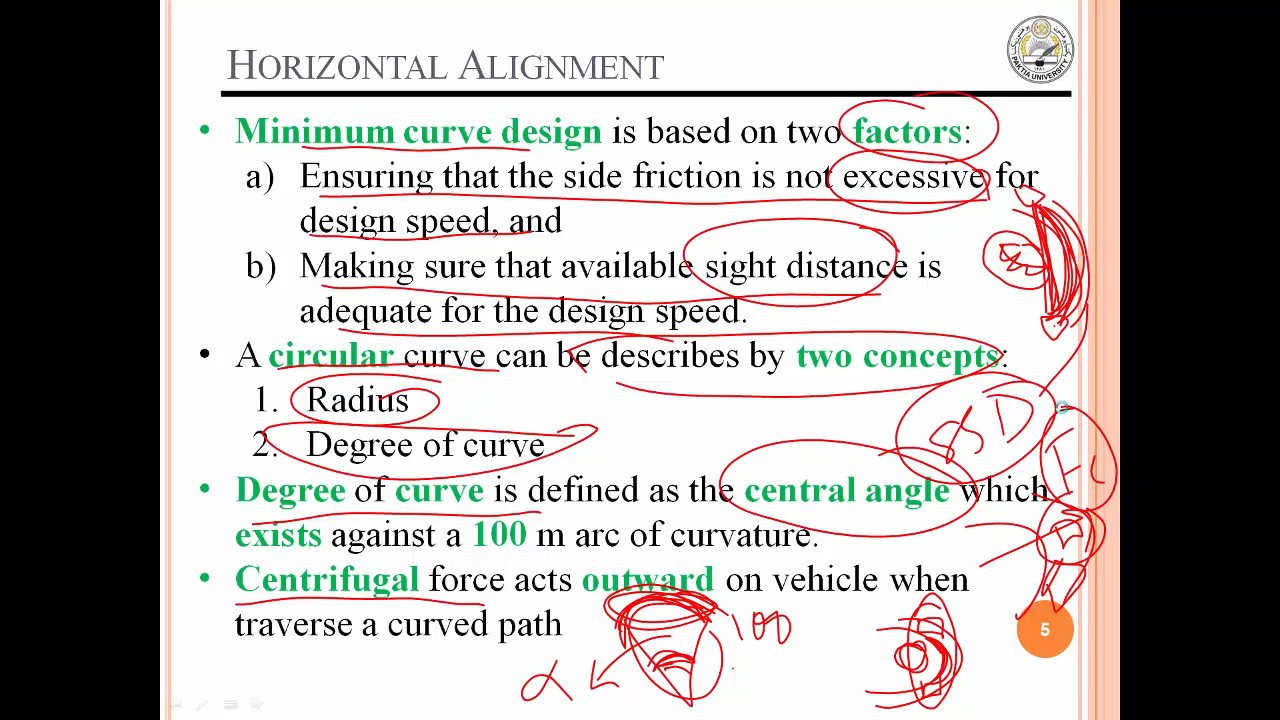 HORIZONTAL ALIGNMENT
PAKTIA UNIVERSITY
• Minimum curve design is based on two factors:
a) Ensuring that the side friction is not excessive for
design speed, and
b) Making sure that available sight distance is
adequate for the design speed.
• A circular curve can be describes by two concepts:
1. Radius
2. Degree of curve
SSD
• Degree of curve is defined as the central angle which
exists against a 100 m arc of curvature.
• Centrifugal force acts outward on vehicle when
traverse a curved path
100
α
5